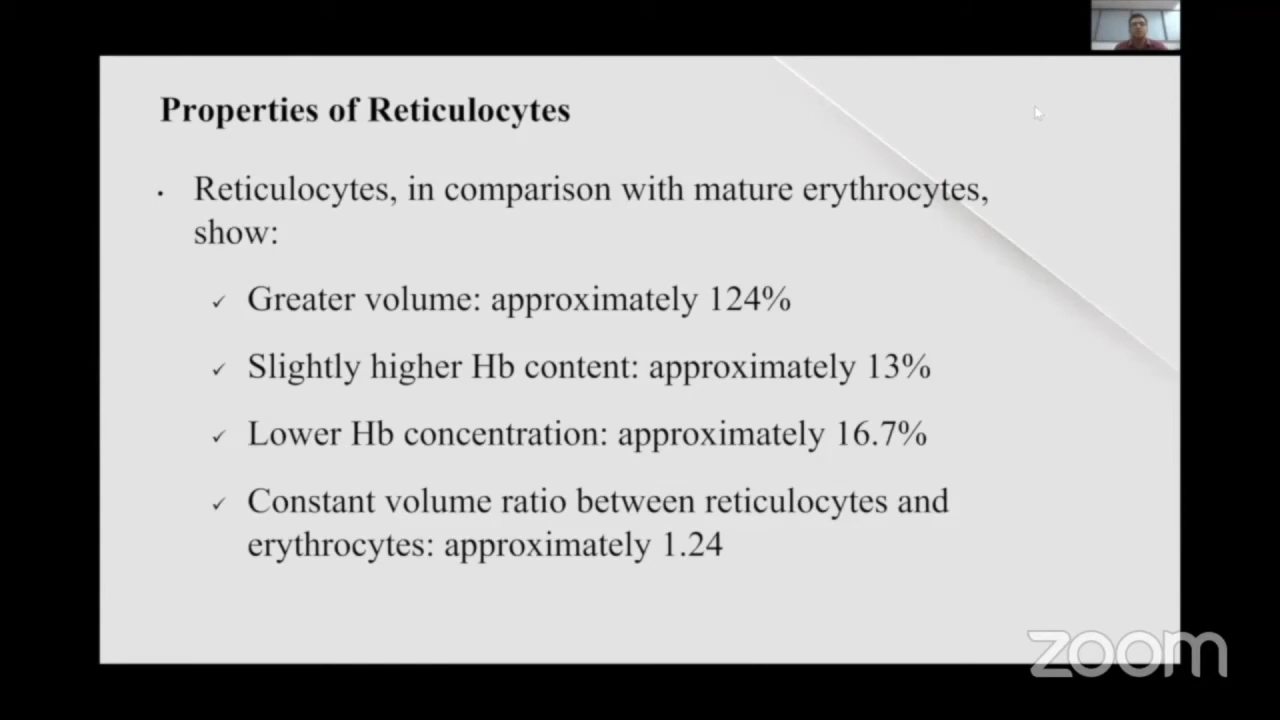 Properties of Reticulocytes
• Reticulocytes, in comparison with mature erythrocytes,
show:
✓ Greater volume: approximately 124%
✓ Slightly higher Hb content: approximately 13%
✓ Lower Hb concentration: approximately 16.7%
✓ Constant volume ratio between reticulocytes and
erythrocytes: approximately 1.24
zoom